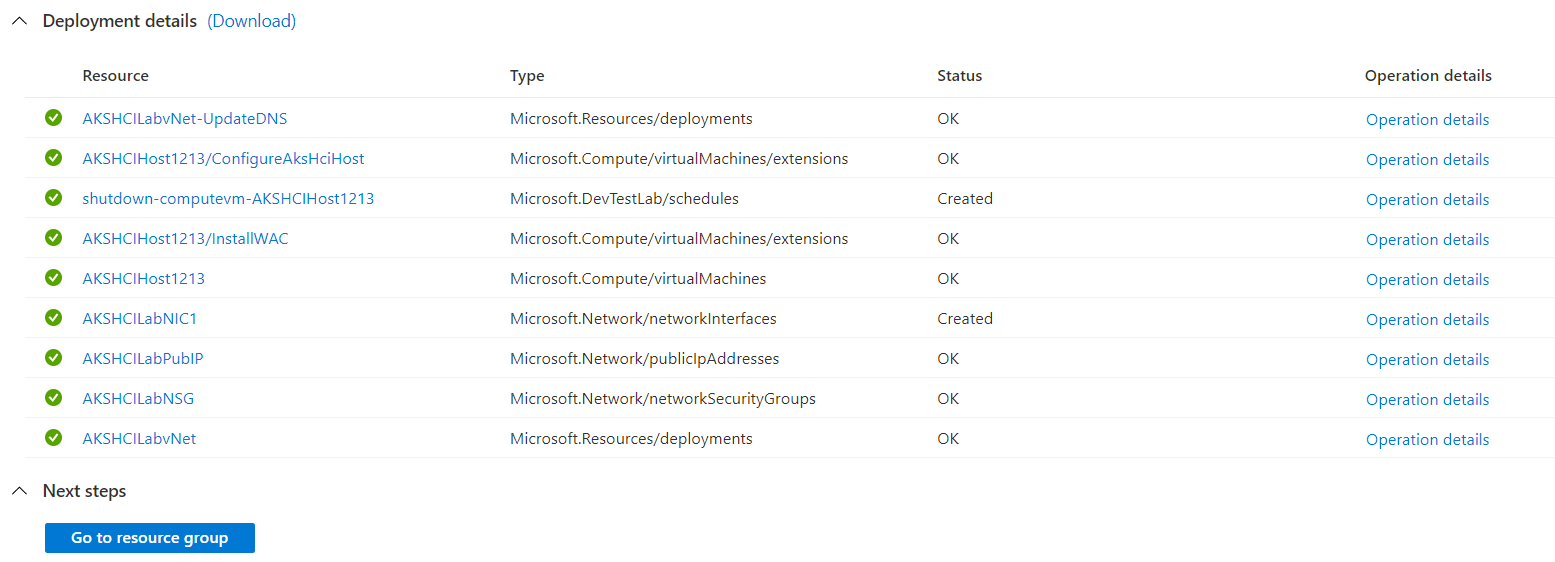 Deployment details (Download)
Resource Type Status Operation details
AKSHCILabvNet-UpdateDNS Microsoft.Resources/deployments OK Operation details
AKSHCIHost1213/ConfigureAksHciHost Microsoft.Compute/virtualMachines/extensions OK Operation details
shutdown-computevm-AKSHCIHost1213 Microsoft.DevTestLab/schedules Created Operation details
AKSHCIHost1213/InstallWAC Microsoft.Compute/virtualMachines/extensions OK Operation details
AKSHCIHost1213 Microsoft.Compute/virtualMachines OK Operation details
AKSHCILabNIC1 Microsoft.Network/networkInterfaces Created Operation details
AKSHCILabPubIP Microsoft.Network/publicIpAddresses OK Operation details
AKSHCILabNSG Microsoft.Network/networkSecurityGroups OK Operation details
AKSHCILabvNet Microsoft.Resources/deployments OK Operation details
Next steps
Go to resource group